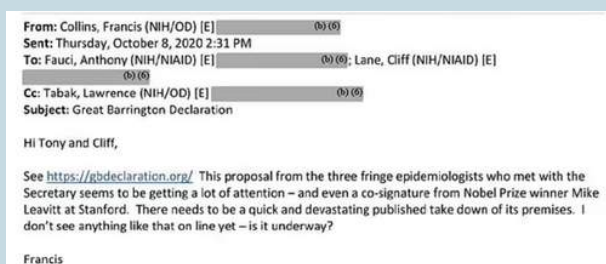 From: Collins, Francis (NIH/OD) [E] (b)(6)
Sent: Thursday, October 8, 2020 2:31 PM
To: Fauci, Anthony (NIH/NIAID) [E] (b)(6); Lane, Cliff (NIH/NIAID) [E]
(b)(6)
Cc: Tabak, Lawrence (NIH/OD) [E] (b)(6)
Subject: Great Barrington Declaration
Hi Tony and Cliff,
See https://gbdeclaration.org/ This proposal from the three fringe epidemiologists who met with the
Secretary seems to be getting a lot of attention – and even a co-signature from Nobel Prize winner Mike
Leavitt at Stanford. There needs to be a quick and devastating published take down of its premises. I
don't see anything like that on line yet – is it underway?
Francis